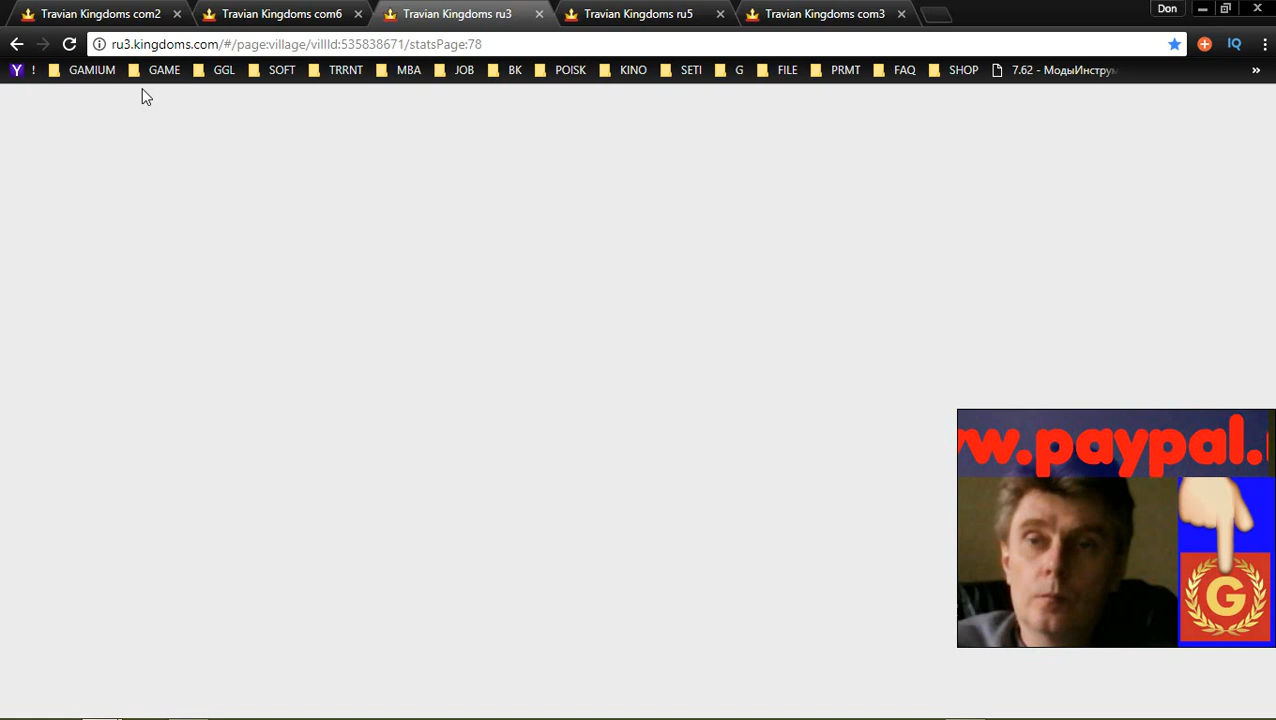 Travian Kingdoms com2
Travian Kingdoms com6
Travian Kingdoms ru3
Travian Kingdoms ru5
Travian Kingdoms com3
Don
ru3.kingdoms.com/#/page:village/villId:535838671/statsPage:78
IQ
Y ! GAMIUM GAME GGL SOFT TRRNT MBA JOB BK POISK KINO SETI G FILE PRMT FAQ SHOP 7.62 - МодыИнструм
w.paypal.
G